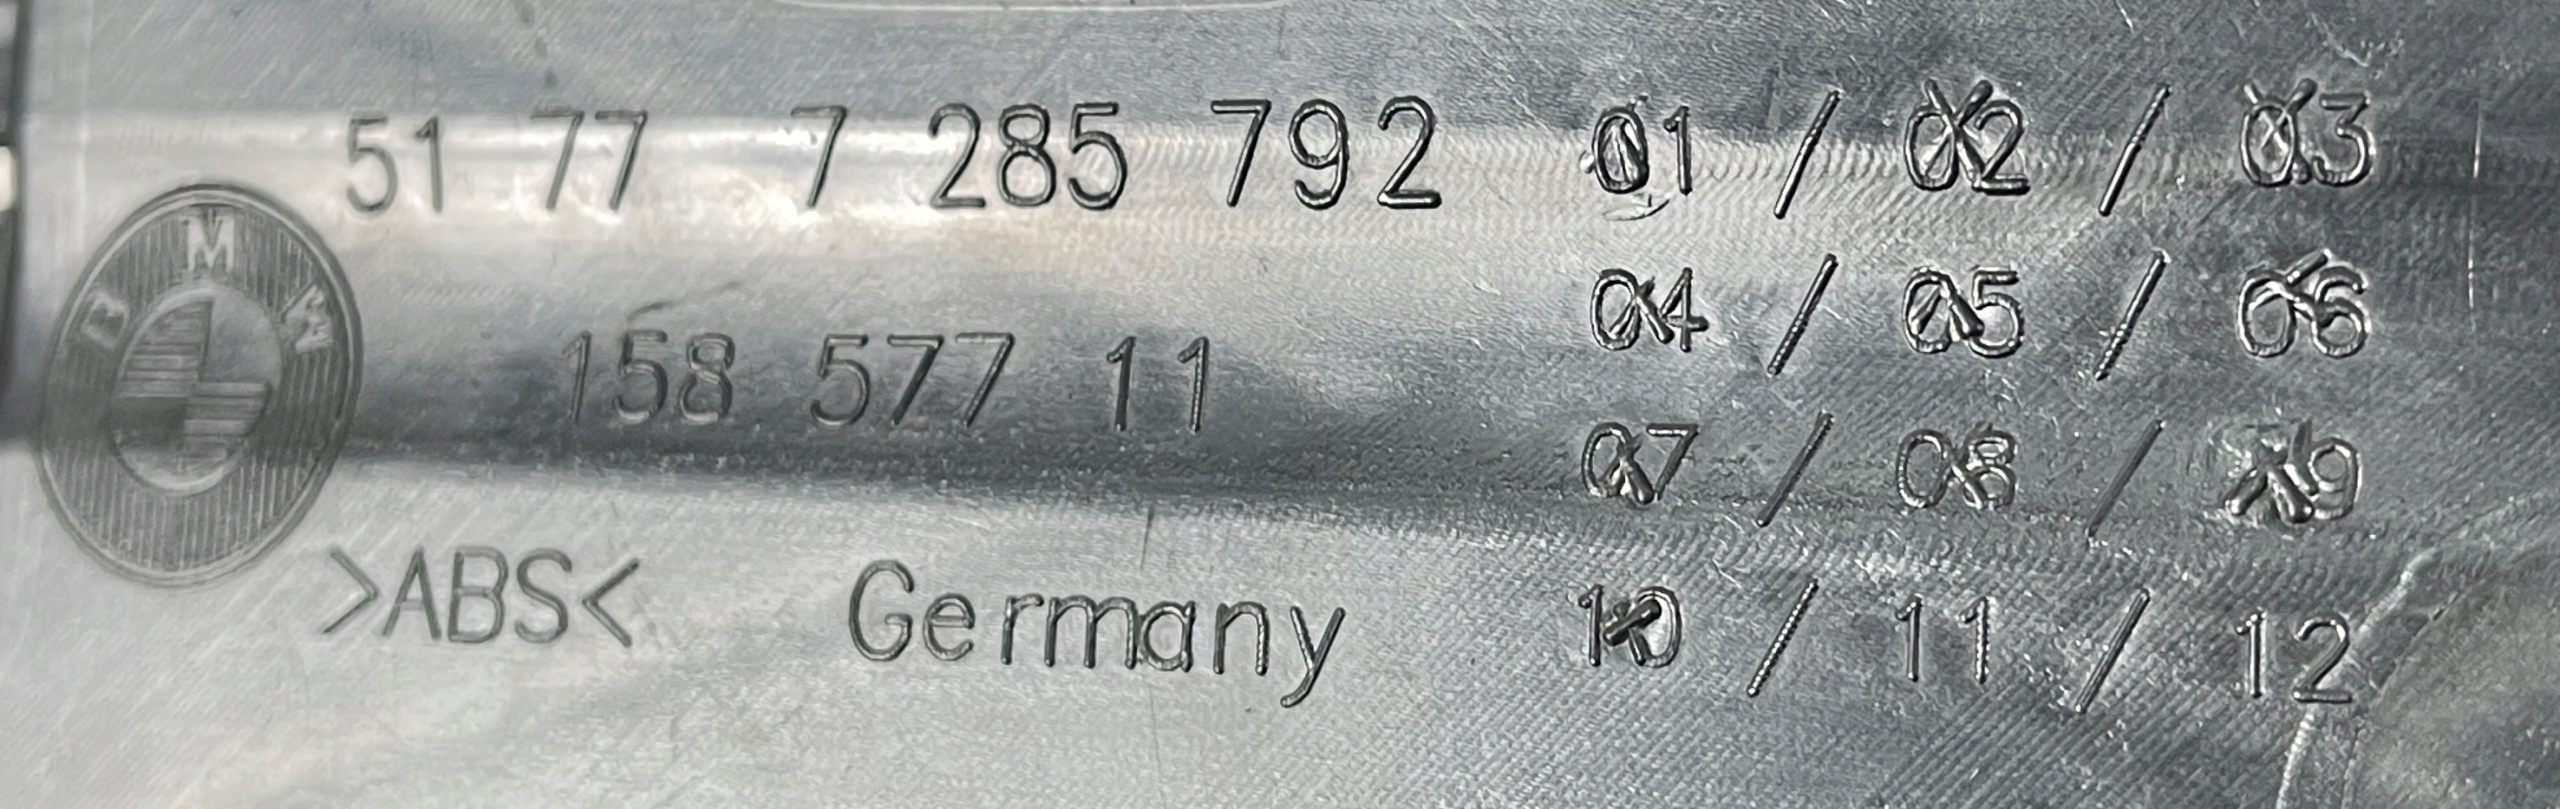 51 77 7 285 792 01 / 02 / 03
BMW
04 / 05 / 06
158 577 11
07 / 08 / 09
>ABS< Germany
10 / 11 / 12